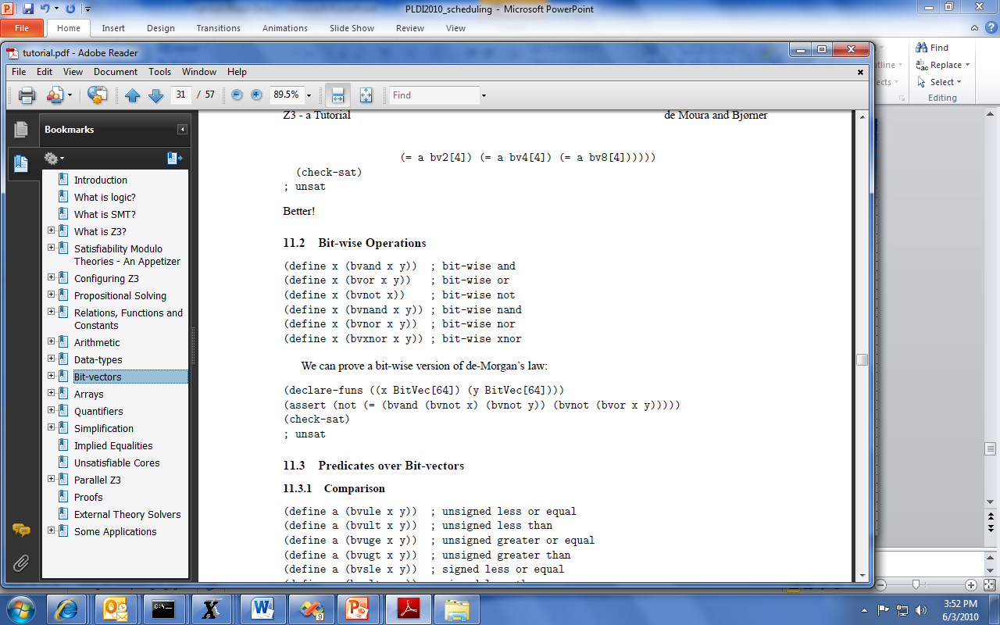 PLDI2010_scheduling - Microsoft PowerPoint
File Home Insert Design Transitions Animations Slide Show Review View
Find
Replace
Select
Editing
tutorial.pdf - Adobe Reader
File Edit View Document Tools Window Help
31 / 57 89.5% Find
Bookmarks
Introduction
What is logic?
What is SMT?
What is Z3?
Satisfiability Modulo
Theories - An Appetizer
Configuring Z3
Propositional Solving
Relations, Functions and
Constants
Arithmetic
Data-types
Bit-vectors
Arrays
Quantifiers
Simplification
Implied Equalities
Unsatisfiable Cores
Parallel Z3
Proofs
External Theory Solvers
Some Applications
Z3 - a Tutorial de Moura and Bjørner
(= a bv2[4]) (= a bv4[4]) (= a bv8[4]))))))
(check-sat)
; unsat
Better!
11.2 Bit-wise Operations
(define x (bvand x y)) ; bit-wise and
(define x (bvor x y)) ; bit-wise or
(define x (bvnot x)) ; bit-wise not
(define x (bvnand x y)) ; bit-wise nand
(define x (bvnor x y)) ; bit-wise nor
(define x (bvxnor x y)) ; bit-wise xnor
We can prove a bit-wise version of de-Morgan's law:
(declare-funs ((x BitVec[64]) (y BitVec[64])))
(assert (not (= (bvand (bvnot x) (bvnot y)) (bvnot (bvor x y)))))
(check-sat)
; unsat
11.3 Predicates over Bit-vectors
11.3.1 Comparison
(define a (bvule x y)) ; unsigned less or equal
(define a (bvult x y)) ; unsigned less than
(define a (bvuge x y)) ; unsigned greater or equal
(define a (bvugt x y)) ; unsigned greater than
(define a (bvsle x y)) ; signed less or equal
3:52 PM
6/3/2010